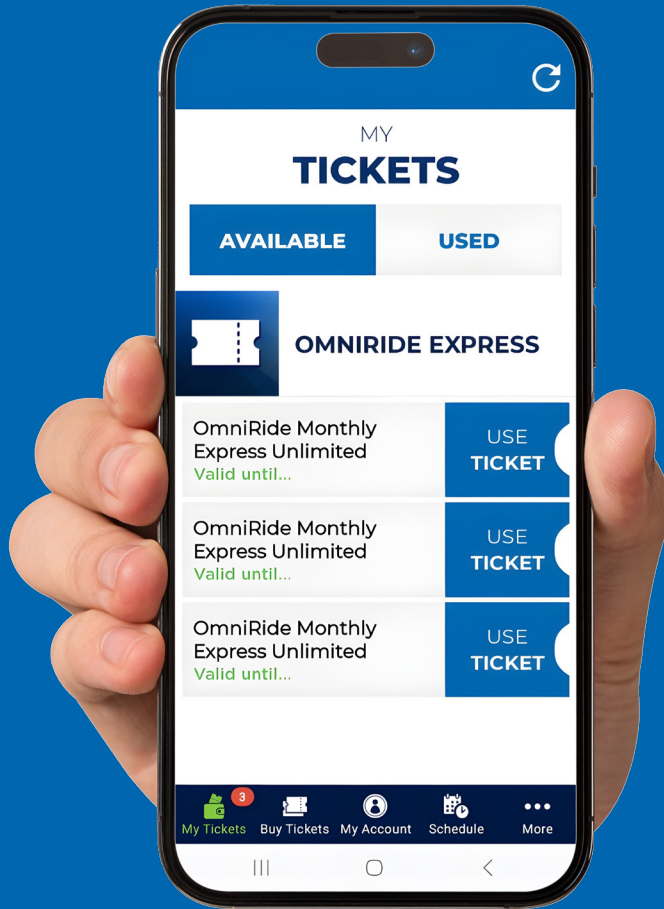 MY
TICKETS
AVAILABLE
USED
OMNIRIDE EXPRESS
OmniRide Monthly
Express Unlimited
Valid until...
USE
TICKET
OmniRide Monthly
Express Unlimited
Valid until...
USE
TICKET
OmniRide Monthly
Express Unlimited
Valid until...
USE
TICKET
3
My Tickets
Buy Tickets
My Account
Schedule
More